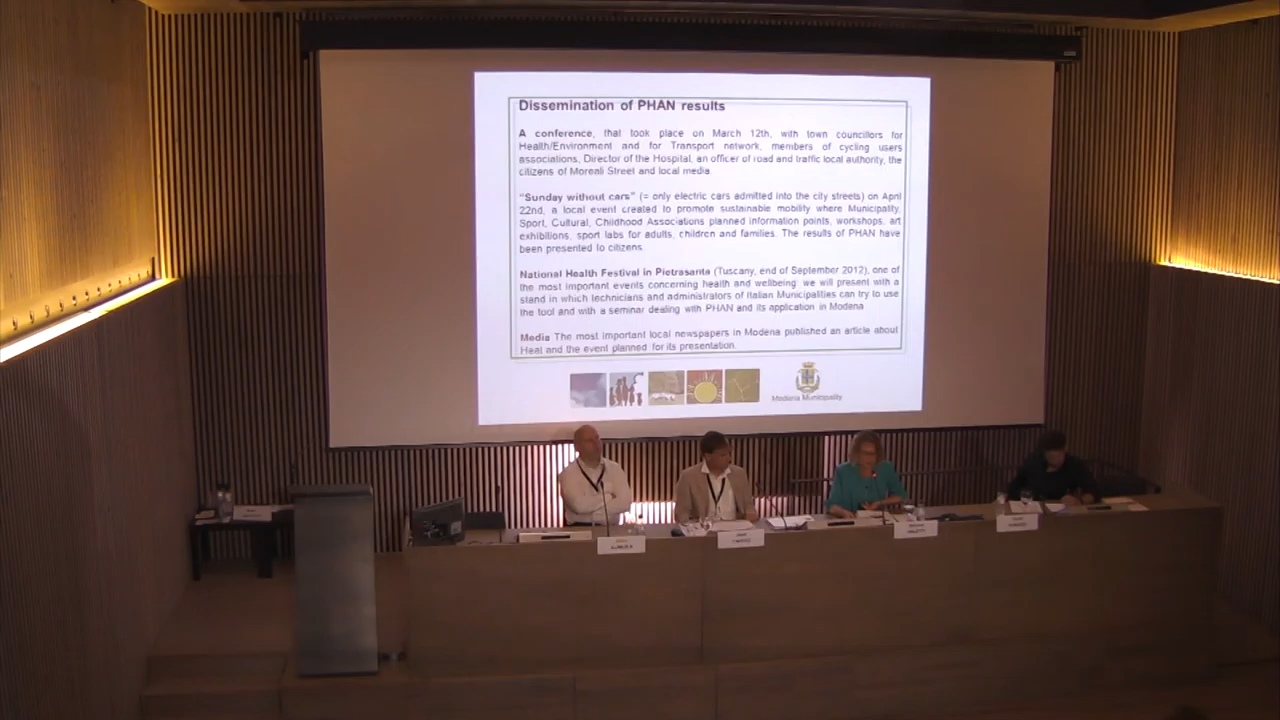 Dissemination of PHAN results
A conference, that took place on March 12th, with town councillors for
Health/Environment and for Transport network, members of cycling users
associations, Director of the Hospital, an officer of road and traffic local authority, the
citizens of Moreali Street and local media.
"Sunday without cars" (= only electric cars admitted into the city streets) on April
22nd, a local event created to promote sustainable mobility where Municipality,
Sport, Cultural, Childhood Associations planned information points, workshops, art
exhibitions, sport labs for adults, children and families. The results of PHAN have
been presented to citizens.
National Health Festival in Pietrasanta (Tuscany, end of September 2012), one of
the most important events concerning health and wellbeing: we will present with a
stand in which technicians and administrators of Italian Municipalities can try to use
the tool and with a seminar dealing with PHAN and its application in Modena
Media The most important local newspapers in Modena published an article about
Heat and the event planned for its presentation.
Modena Municipality